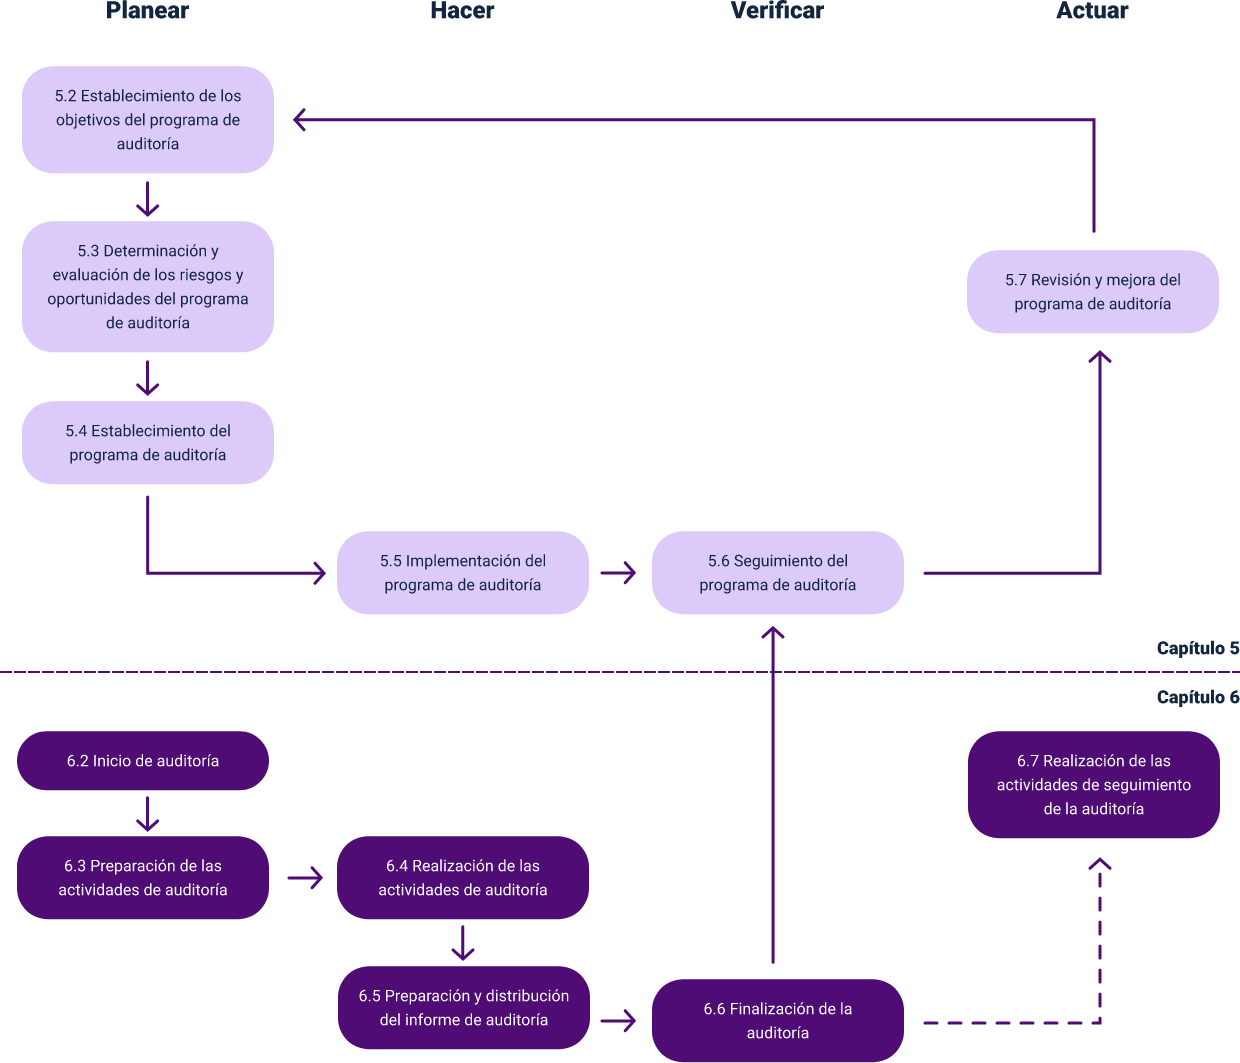 Planear
Hacer
Verificar
Actuar
5.2 Establecimiento de los
objetivos del programa de
auditoría
5.3 Determinación y
evaluación de los riesgos y
oportunidades del programa
de auditoría
5.7 Revisión y mejora del
programa de auditoría
5.4 Establecimiento del
programa de auditoría
5.5 Implementación del
programa de auditoría
5.6 Seguimiento del
programa de auditoría
Capítulo 5
Capítulo 6
6.2 Inicio de auditoría
6.7 Realización de las
actividades de seguimiento
de la auditoría
6.3 Preparación de las
actividades de auditoría
6.4 Realización de las
actividades de auditoría
6.5 Preparación y distribución
del informe de auditoría
6.6 Finalización de la
auditoría